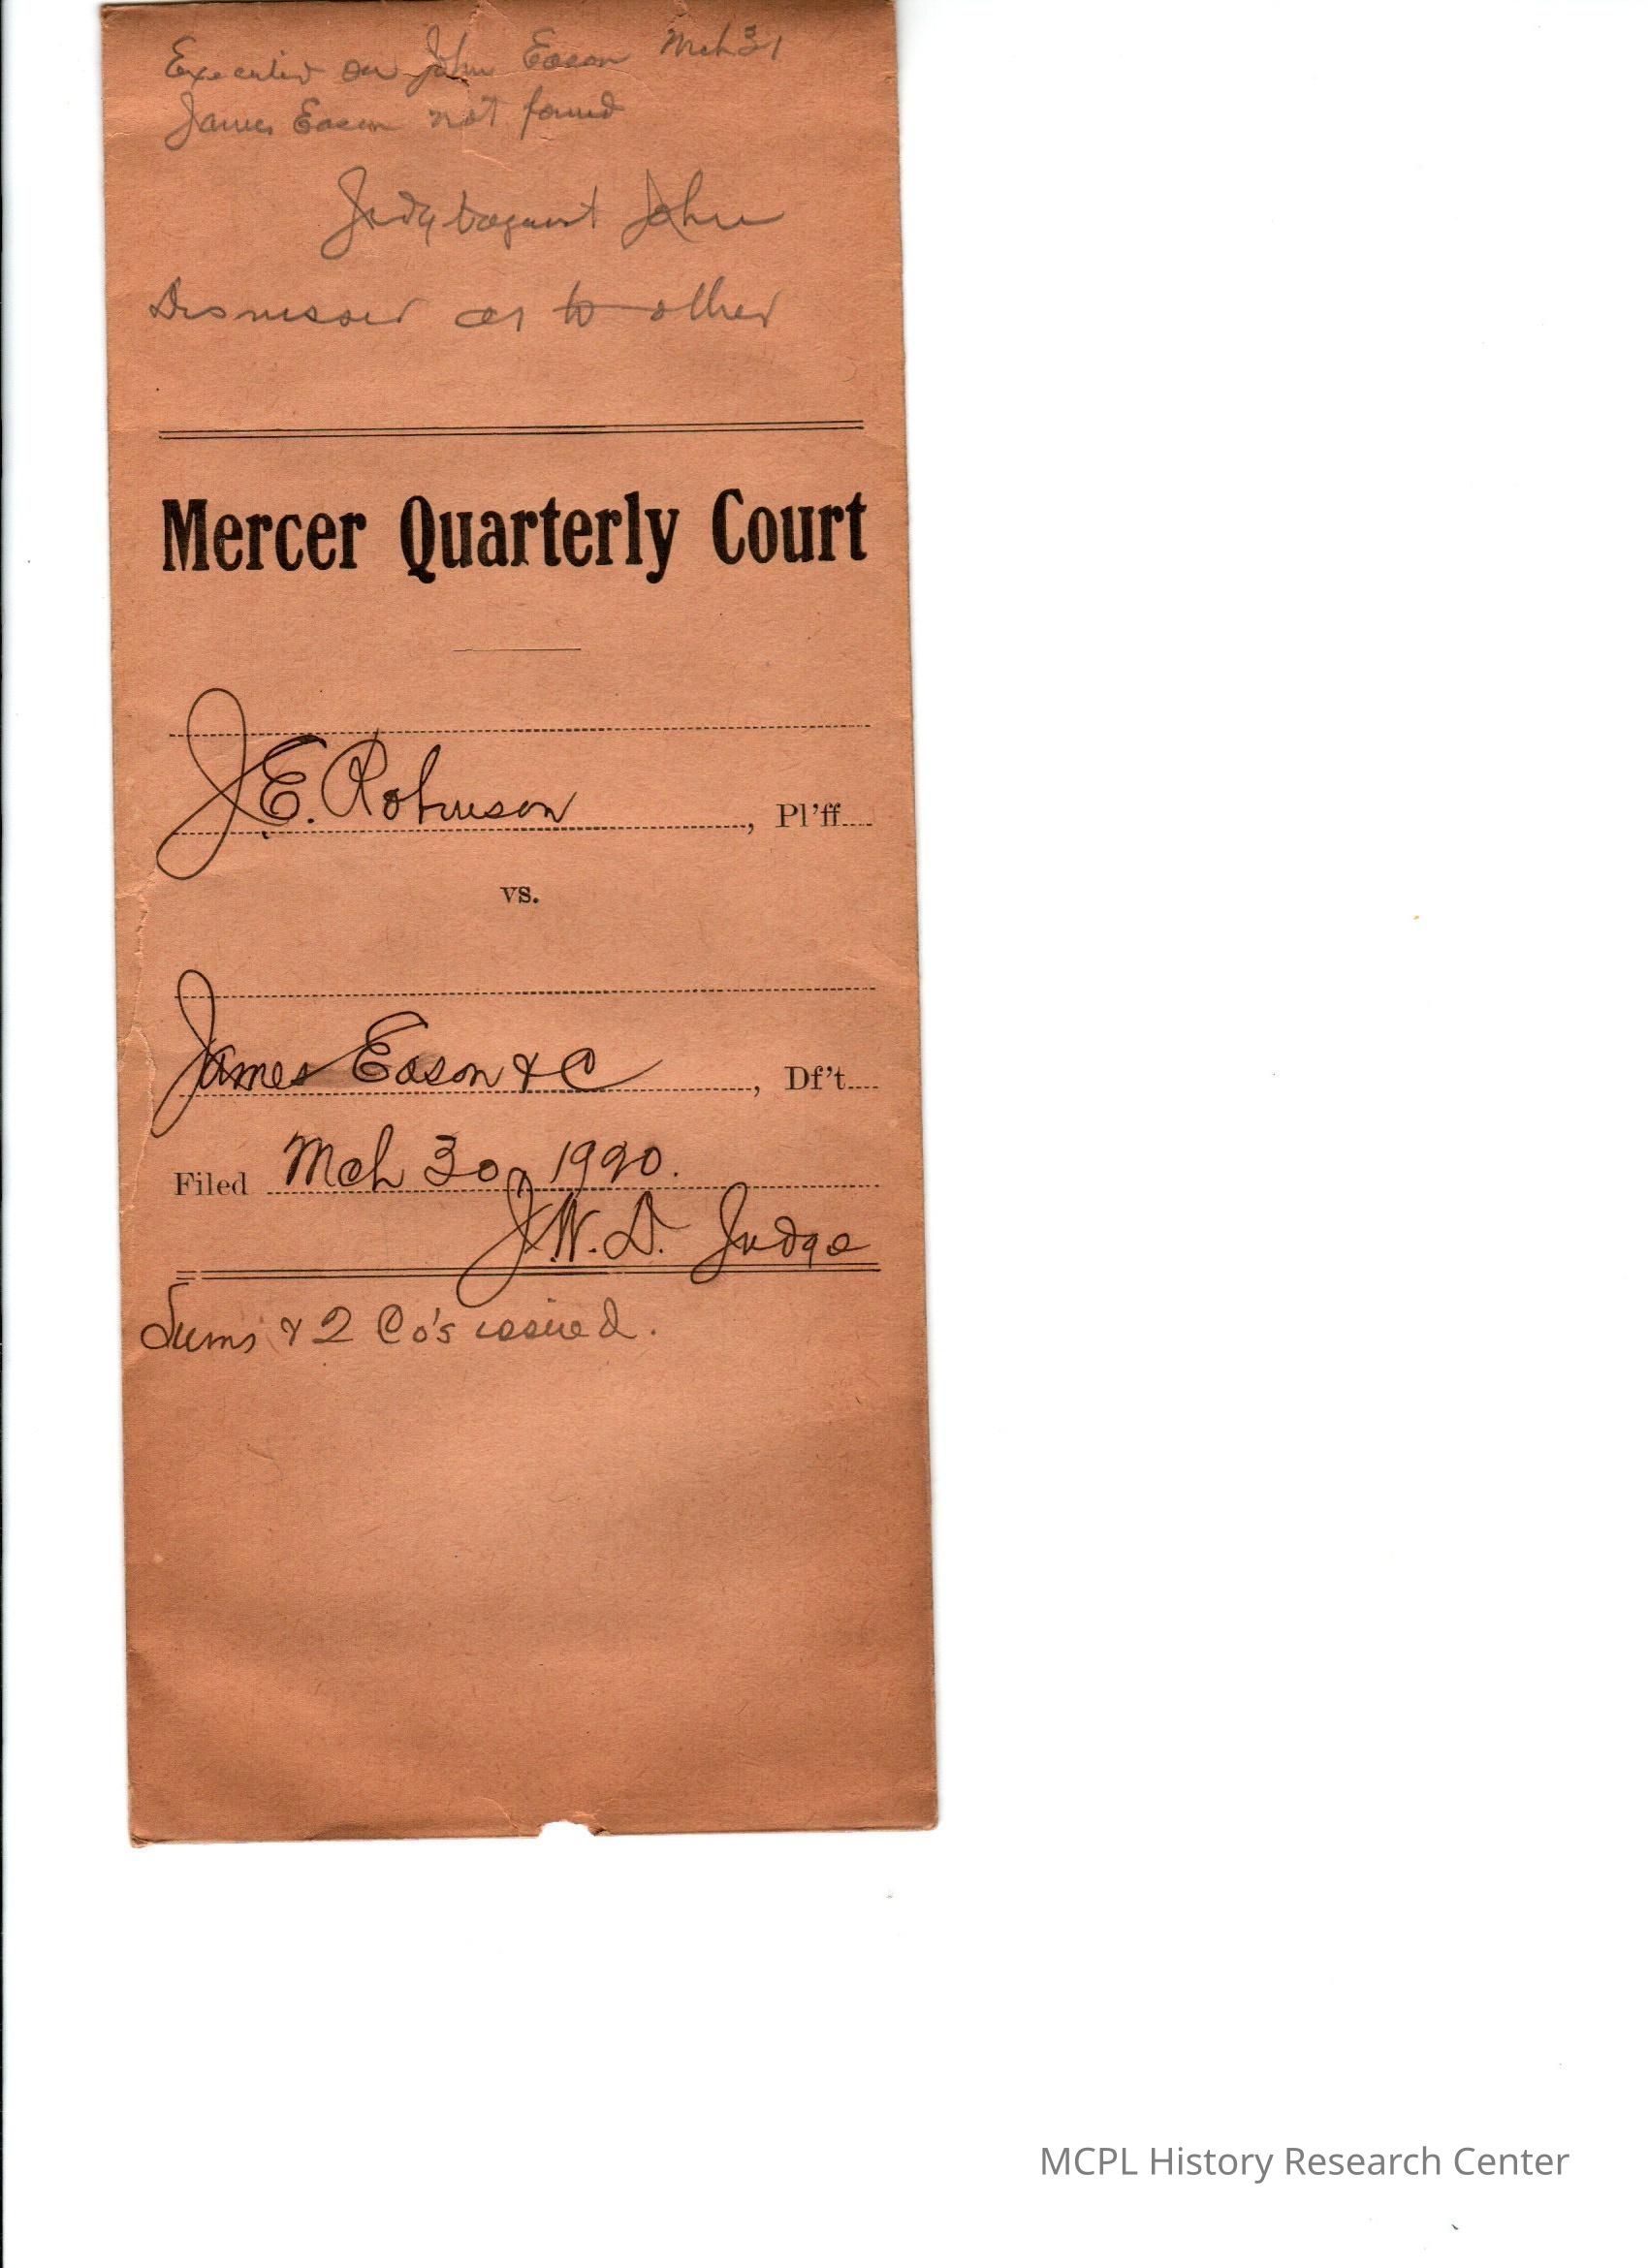 Executed on John Eason Mch 31
James Eason not found
Judgt against John
Dismissed as to other
Mercer Quarterly Court
J.E. Robinson, Pl'ff
vs.
James Eason & C, Df't
Filed Mch 30, 1920.
J.W.D. Judge
Sums & 2 Co's issued.
MCPL History Research Center